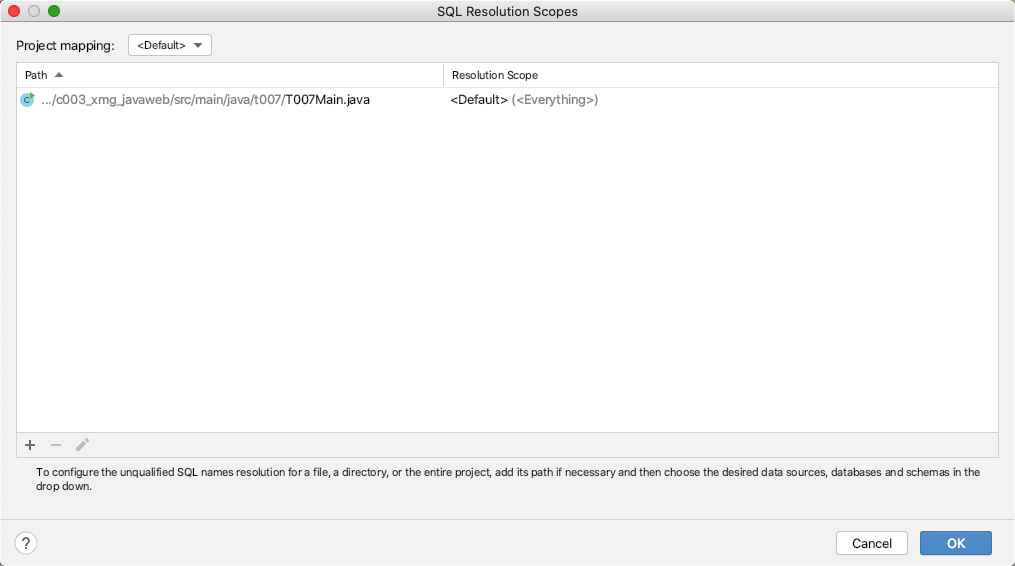 SQL Resolution Scopes
Project mapping: <Default>
Path Resolution Scope
C .../c003_xmg_javaweb/src/main/java/t007/T007Main.java <Default> (<Everything>)
To configure the unqualified SQL names resolution for a file, a directory, or the entire project, add its path if necessary and then choose the desired data sources, databases and schemas in the
drop down.
? Cancel OK